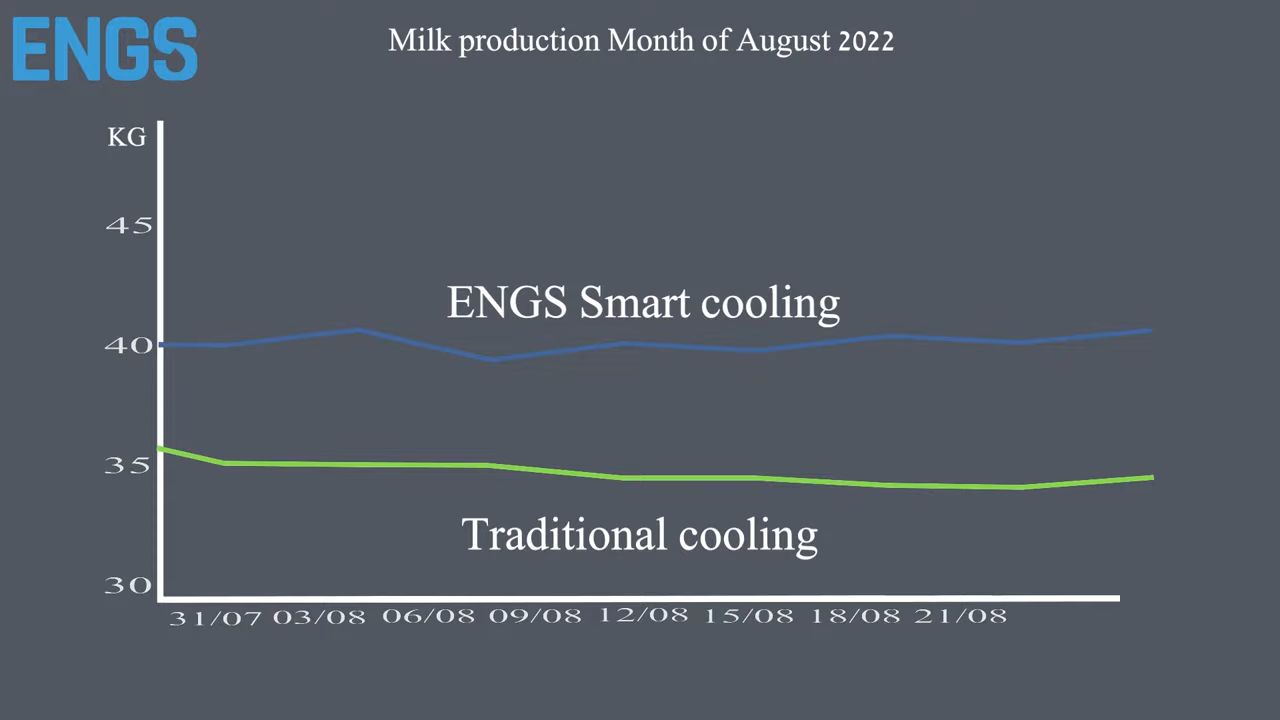 ENGS
Milk production Month of August 2022
KG
45
ENGS Smart cooling
40
35
Traditional cooling
30
31/07 03/08 06/08 09/08 12/08 15/08 18/08 21/08